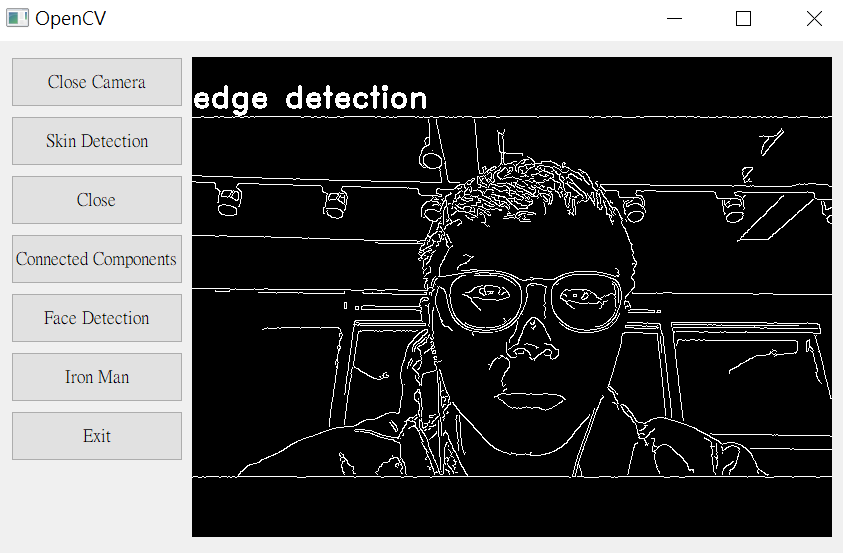 OpenCV
Close Camera
Skin Detection
Close
Connected Components
Face Detection
Iron Man
Exit
edge detection